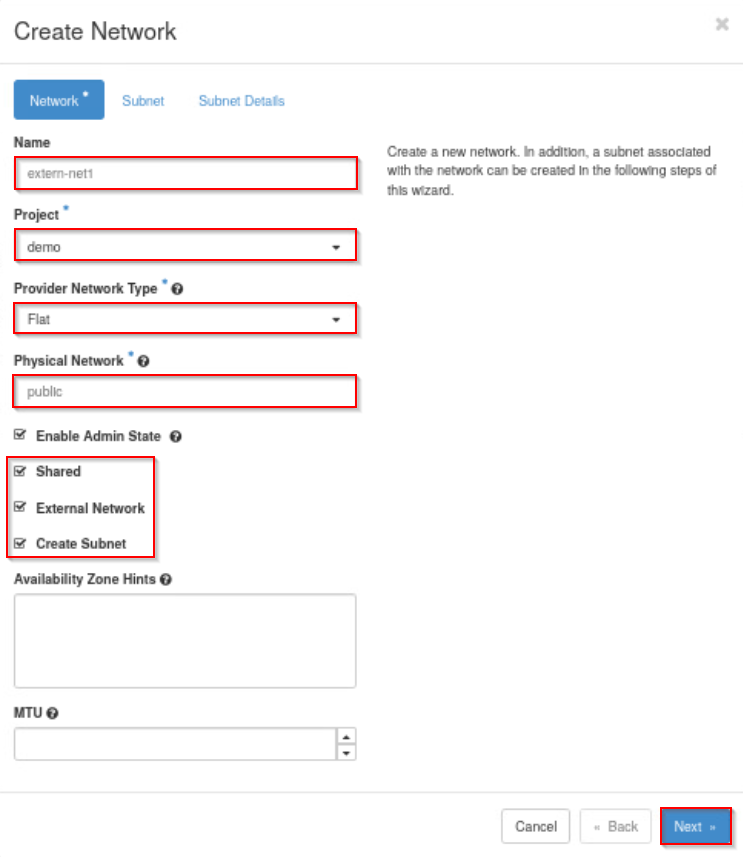 Create Network ×
Network * Subnet Subnet Details
Name
extern-net1
Create a new network. In addition, a subnet associated
with the network can be created in the following steps of
this wizard.
Project *
demo
Provider Network Type * ?
Flat
Physical Network * ?
public
Enable Admin State ?
Shared
External Network
Create Subnet
Availability Zone Hints ?
MTU ?
Cancel « Back Next »